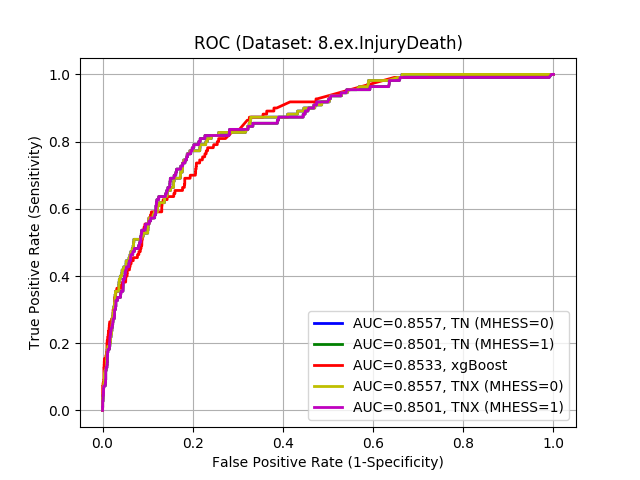 ROC (Dataset: 8.ex.InjuryDeath)
True Positive Rate (Sensitivity)
1.0
0.8
0.6
0.4
0.2
0.0
AUC=0.8557, TN (MHESS=0)
AUC=0.8501, TN (MHESS=1)
AUC=0.8533, xgBoost
AUC=0.8557, TNX (MHESS=0)
AUC=0.8501, TNX (MHESS=1)
0.0 0.2 0.4 0.6 0.8 1.0
False Positive Rate (1-Specificity)